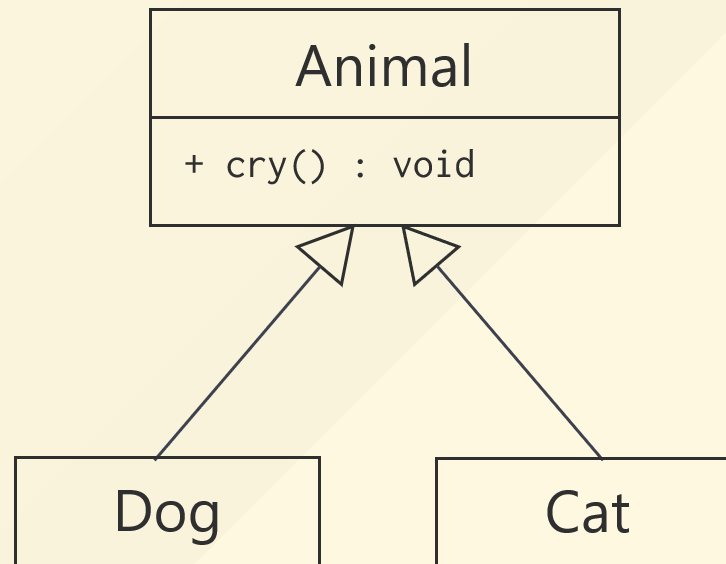 Animal
+ cry() : void
Dog
Cat